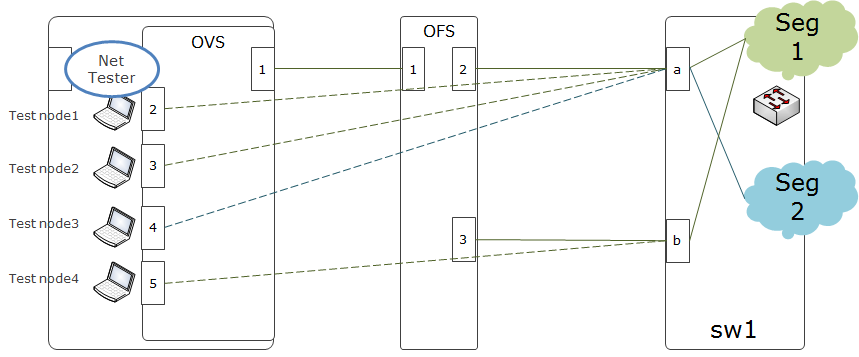 OVS
OFS
Seg
1
Net
Tester
1
1
2
a
Test node1
2
Test node2
3
Seg
2
Test node3
4
3
b
Test node4
5
sw1